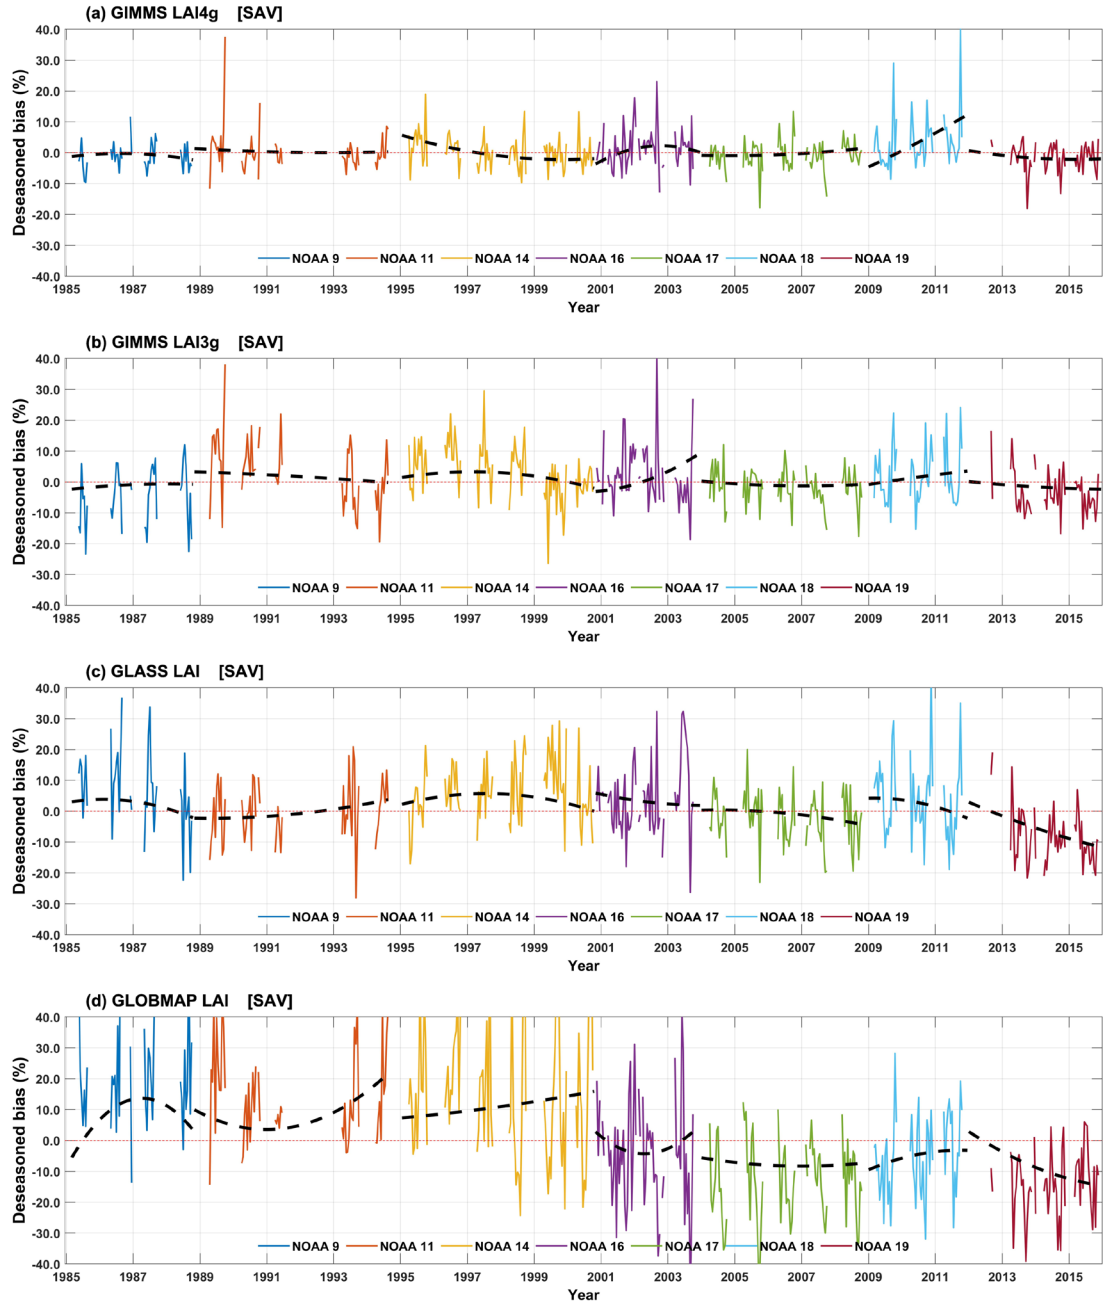 (a) GIMMS LAI4g [SAV]
Deseasoned bias (%)
40.0
30.0
20.0
10.0
0.0
-10.0
-20.0
-30.0
-40.0
NOAA 9 NOAA 11 NOAA 14 NOAA 16 NOAA 17 NOAA 18 NOAA 19
1985 1987 1989 1991 1993 1995 1997 1999 2001 2003 2005 2007 2009 2011 2013 2015
Year
(b) GIMMS LAI3g [SAV]
Deseasoned bias (%)
40.0
30.0
20.0
10.0
0.0
-10.0
-20.0
-30.0
-40.0
NOAA 9 NOAA 11 NOAA 14 NOAA 16 NOAA 17 NOAA 18 NOAA 19
1985 1987 1989 1991 1993 1995 1997 1999 2001 2003 2005 2007 2009 2011 2013 2015
Year
(c) GLASS LAI [SAV]
Deseasoned bias (%)
40.0
30.0
20.0
10.0
0.0
-10.0
-20.0
-30.0
-40.0
NOAA 9 NOAA 11 NOAA 14 NOAA 16 NOAA 17 NOAA 18 NOAA 19
1985 1987 1989 1991 1993 1995 1997 1999 2001 2003 2005 2007 2009 2011 2013 2015
Year
(d) GLOBMAP LAI [SAV]
Deseasoned bias (%)
40.0
30.0
20.0
10.0
0.0
-10.0
-20.0
-30.0
-40.0
NOAA 9 NOAA 11 NOAA 14 NOAA 16 NOAA 17 NOAA 18 NOAA 19
1985 1987 1989 1991 1993 1995 1997 1999 2001 2003 2005 2007 2009 2011 2013 2015
Year